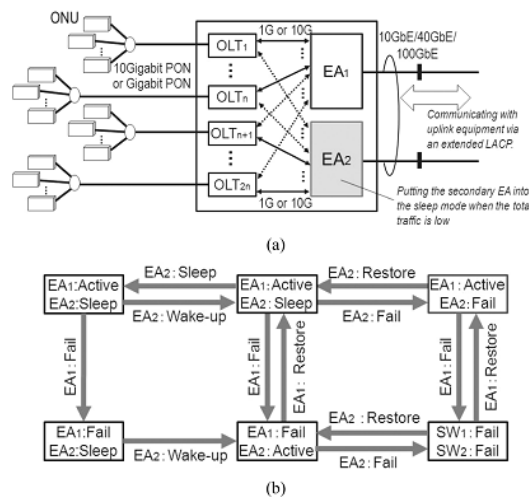 ONU
1G or 10G
10GbE/40GbE/
100GbE
OLT1
10Gigabit PON
or Gigabit PON
EA1
OLTn
Communicating with
uplink equipment via
an extended LACP.
OLTn+1
EA2
OLT2n
1G or 10G
Putting the secondary EA into
the sleep mode when the total
traffic is low
(a)
EA2: Sleep
EA2: Restore
EA1: Active
EA2: Sleep
EA1: Active
EA2: Sleep
EA1: Active
EA2: Fail
EA2: Wake-up
EA2: Fail
EA1: Fail
EA1: Fail
EA1: Restore
EA1: Fail
EA1: Restore
EA2: Restore
EA1: Fail
EA2: Sleep
EA1: Fail
EA2: Active
SW1: Fail
SW2: Fail
EA2: Wake-up
EA2: Fail
(b)